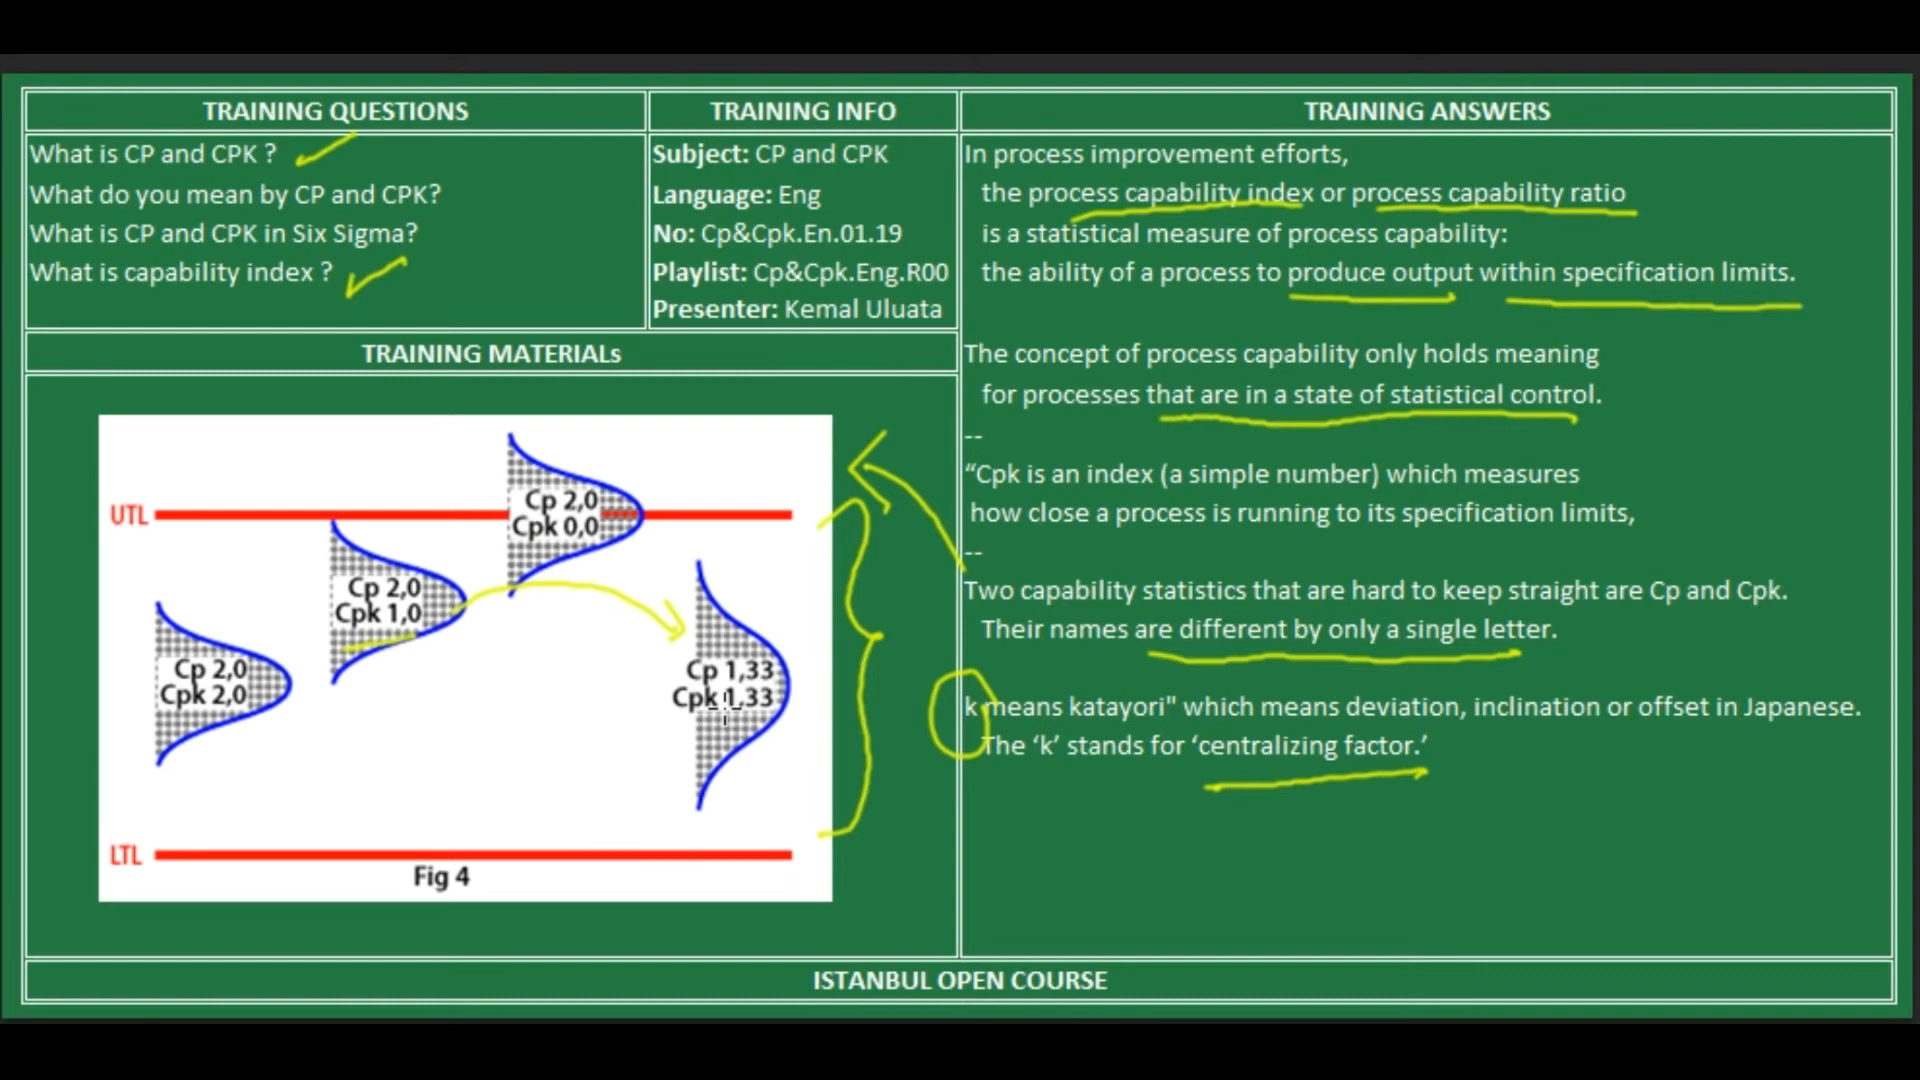 TRAINING QUESTIONS
What is CP and CPK ?
What do you mean by CP and CPK?
What is CP and CPK in Six Sigma?
What is capability index ?
TRAINING INFO
Subject: CP and CPK
Language: Eng
No: Cp&Cpk.En.01.19
Playlist: Cp&Cpk.Eng.R00
Presenter: Kemal Uluata
TRAINING MATERIALs
UTL
Cp 2,0
Cpk 0,0
Cp 2,0
Cpk 1,0
Cp 2,0
Cpk 2,0
Cp 1,33
Cpk 1,33
LTL
Fig 4
TRAINING ANSWERS
In process improvement efforts,
the process capability index or process capability ratio
is a statistical measure of process capability:
the ability of a process to produce output within specification limits.
The concept of process capability only holds meaning
for processes that are in a state of statistical control.
--
“Cpk is an index (a simple number) which measures
how close a process is running to its specification limits,
--
Two capability statistics that are hard to keep straight are Cp and Cpk.
Their names are different by only a single letter.
k means katayori" which means deviation, inclination or offset in Japanese.
The ‘k’ stands for ‘centralizing factor.’
ISTANBUL OPEN COURSE